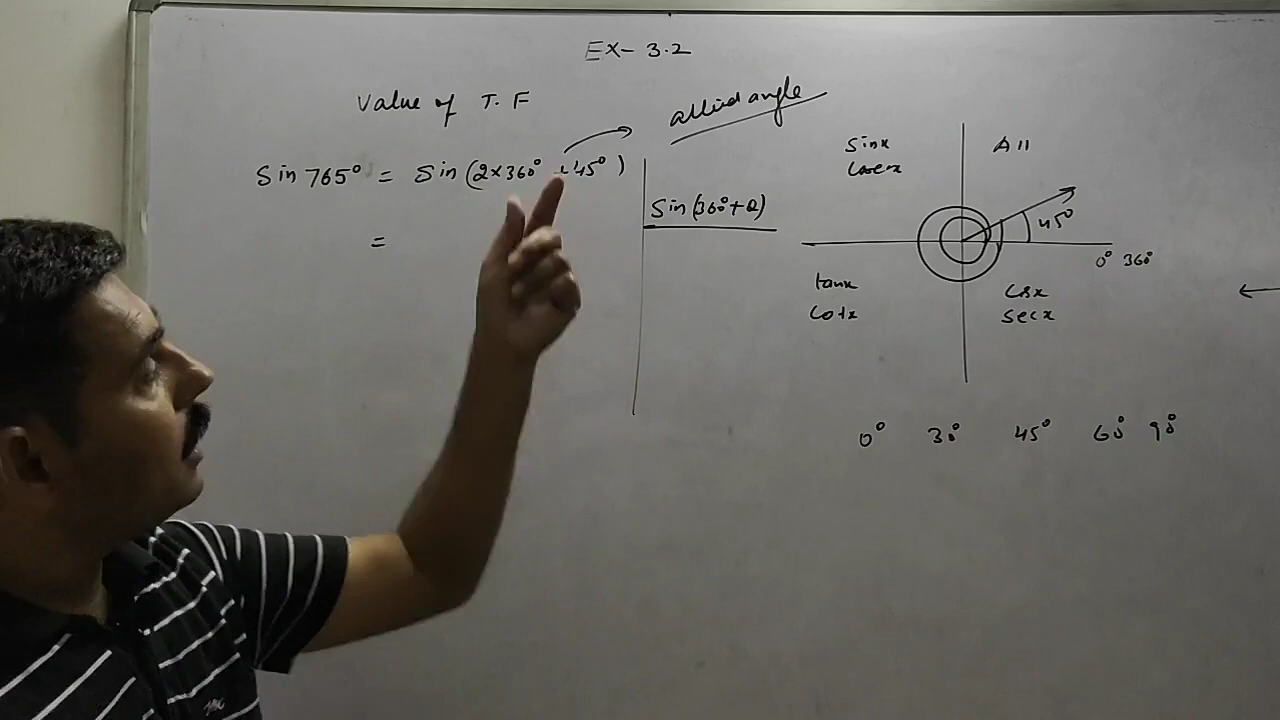 Ex- 3.2
Value of T.F
allied angle
Sin 765° = Sin (2×360° +45°)
=
Sin(360°+θ)
Sinx
Cosecx
All
45°
0° 360°
tanx
Cotx
Cosx
Secx
0° 30° 45° 60° 90°